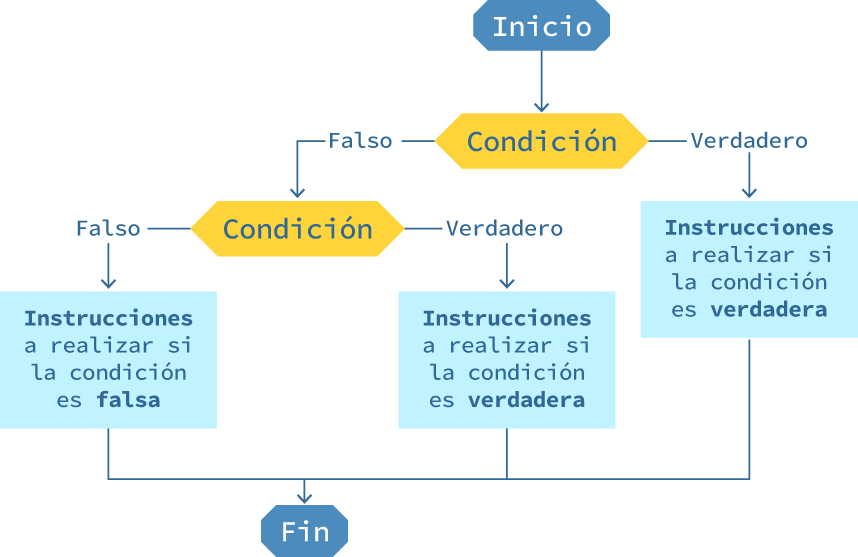 Inicio
Condición
Falso
Verdadero
Condición
Falso
Verdadero
Instrucciones
a realizar si
la condición
es verdadera
Instrucciones
a realizar si
la condición
es falsa
Instrucciones
a realizar si
la condición
es verdadera
Fin